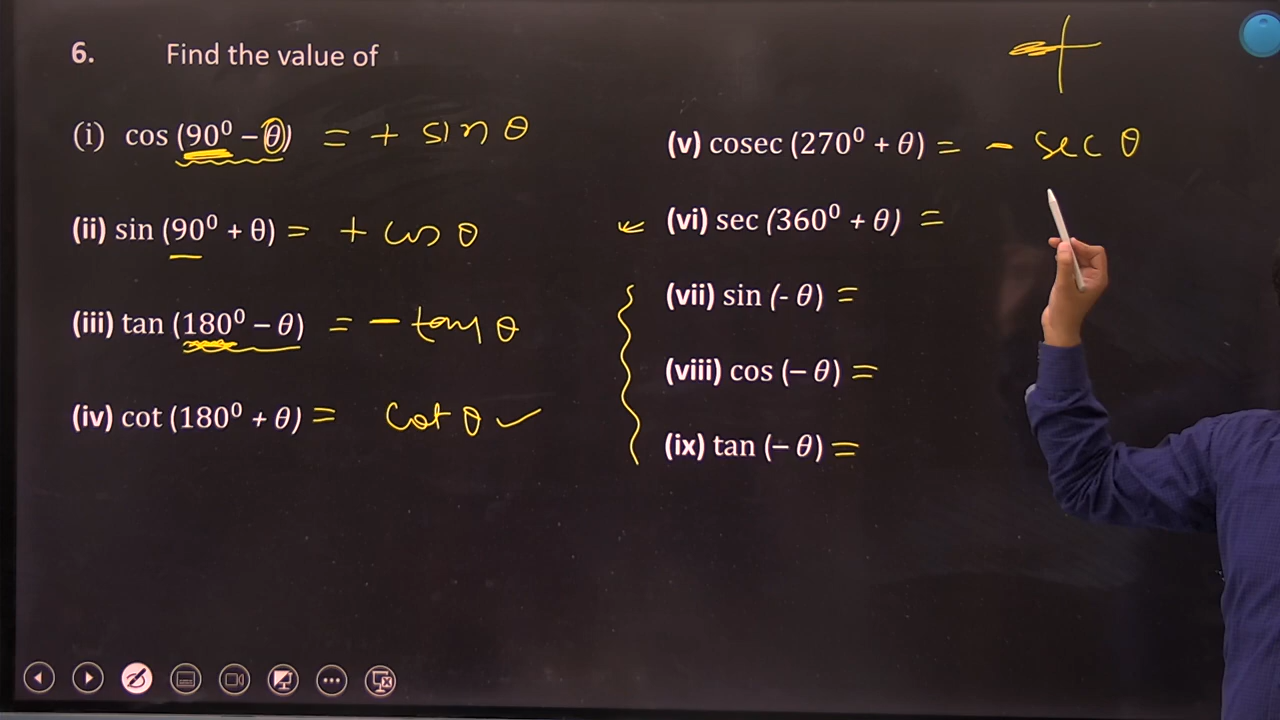 6. Find the value of
(i) cos (90⁰ − θ) = + sin θ
(ii) sin (90⁰ + θ) = + cos θ
(iii) tan (180⁰ − θ) = − tan θ
(iv) cot (180⁰ + θ) = cot θ ✓
(v) cosec (270⁰ + θ) = − sec θ
(vi) sec (360⁰ + θ) =
(vii) sin (- θ) =
(viii) cos (− θ) =
(ix) tan (− θ) =